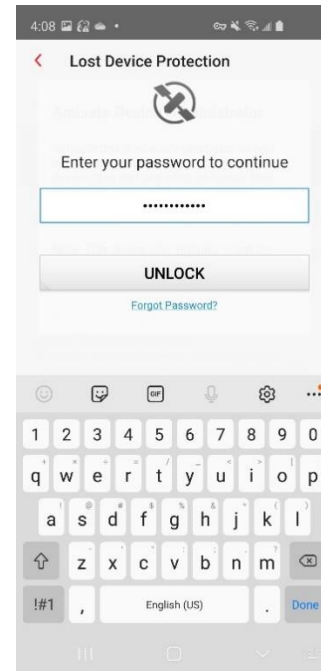 4:08
Lost Device Protection
Enter your password to continue
••••••••••••
UNLOCK
Forgot Password?
GIF
1 2 3 4 5 6 7 8 9 0
q w e r t y u i o p
a s d f g h j k l
z x c v b n m
!#1 , English (US) . Done